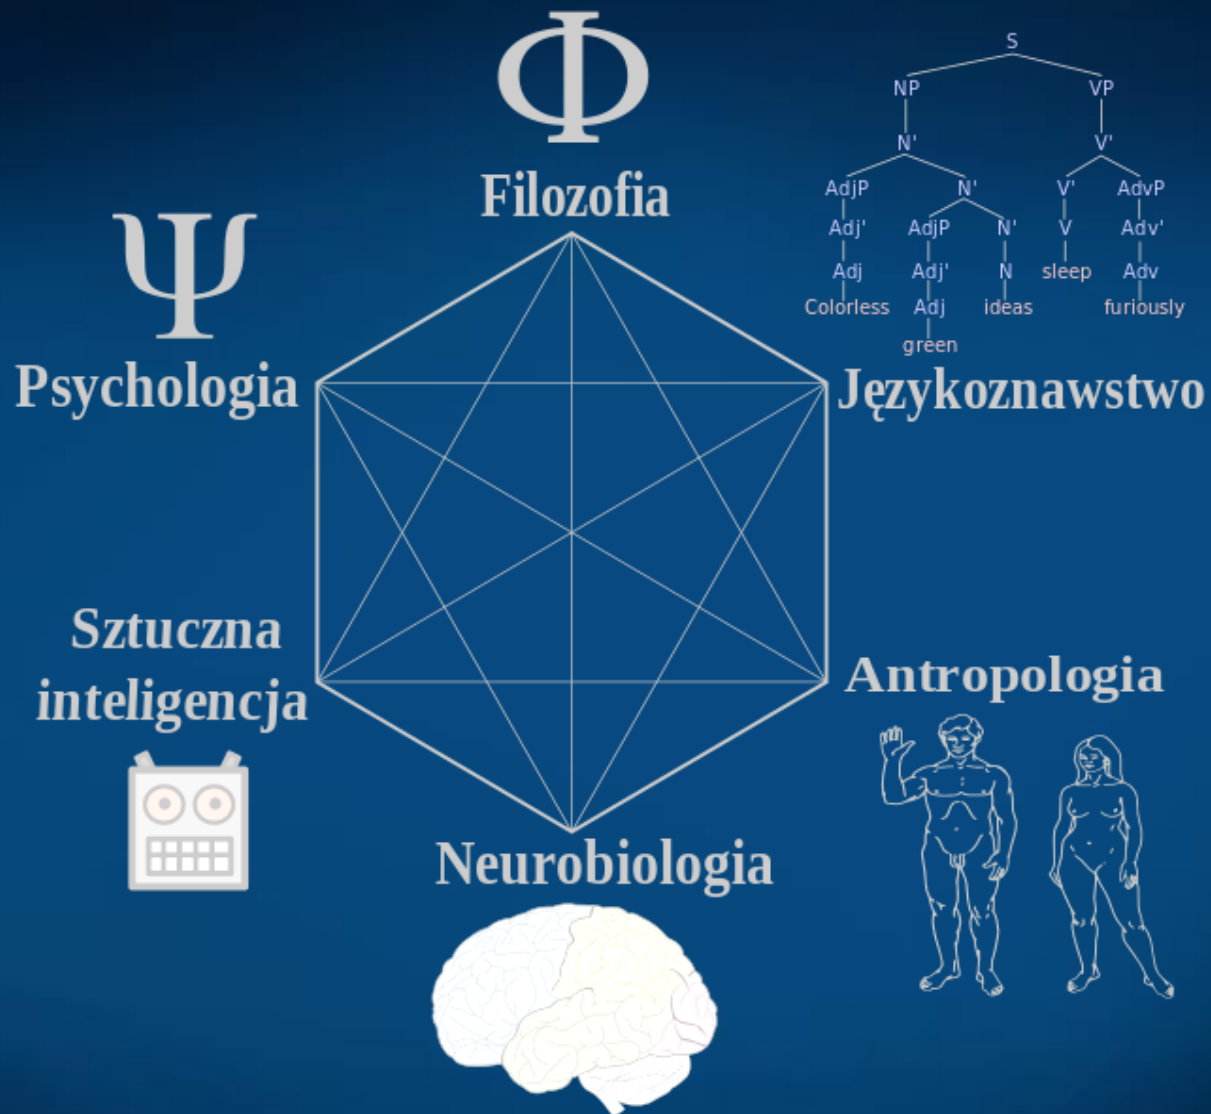 Φ
Filozofia
Ψ
Psychologia
S
NP VP
N' V'
AdjP N' V' AdvP
Adj' AdjP N' V Adv'
Adj Adj' N sleep Adv
Colorless Adj ideas furiously
green
Językoznawstwo
Sztuczna
inteligencja
Antropologia
Neurobiologia